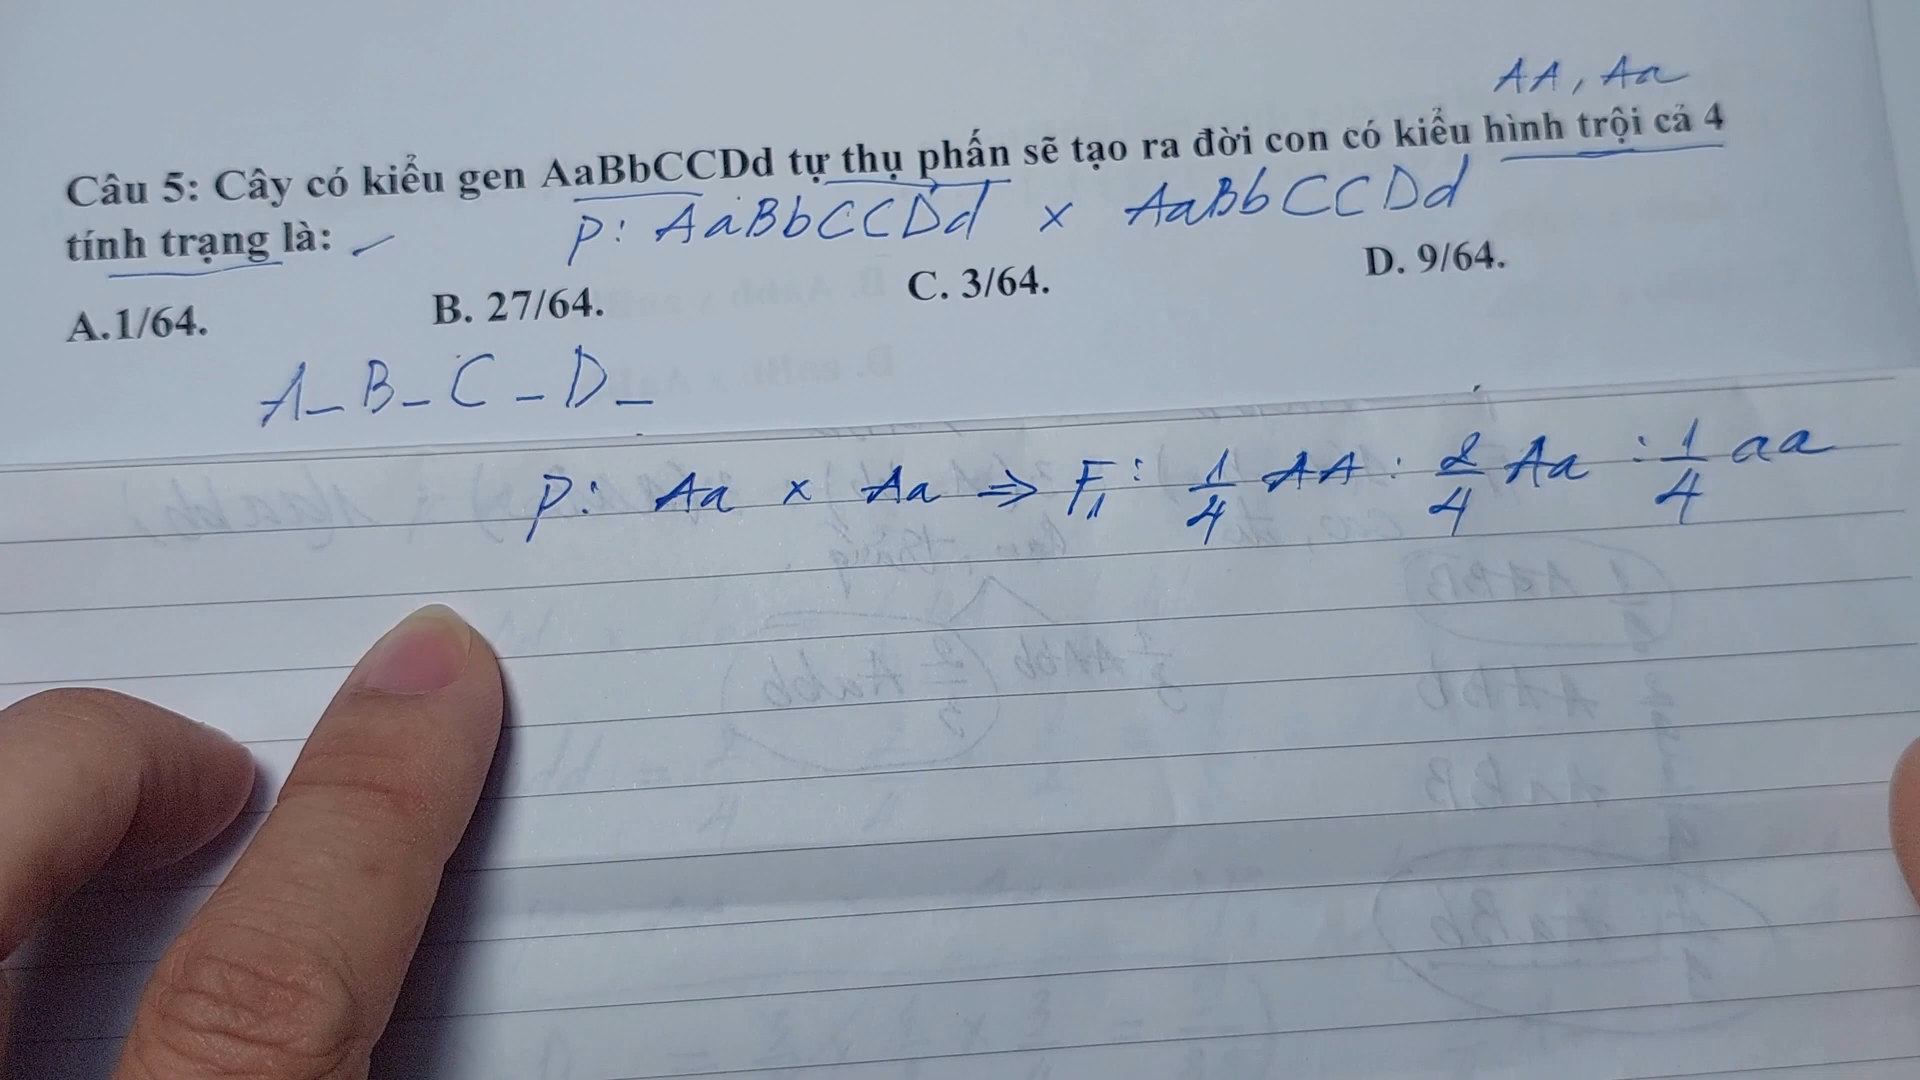 AA, Aa
Câu 5: Cây có kiểu gen AaBbCCDd tự thụ phấn sẽ tạo ra đời con có kiểu hình trội cả 4
tính trạng là:
P: AaBbCCDd x AaBbCCDd
A.1/64. B. 27/64. C. 3/64. D. 9/64.
A_B_C_D_
P: Aa x Aa => F1: 1/4 AA : 2/4 Aa : 1/4 aa